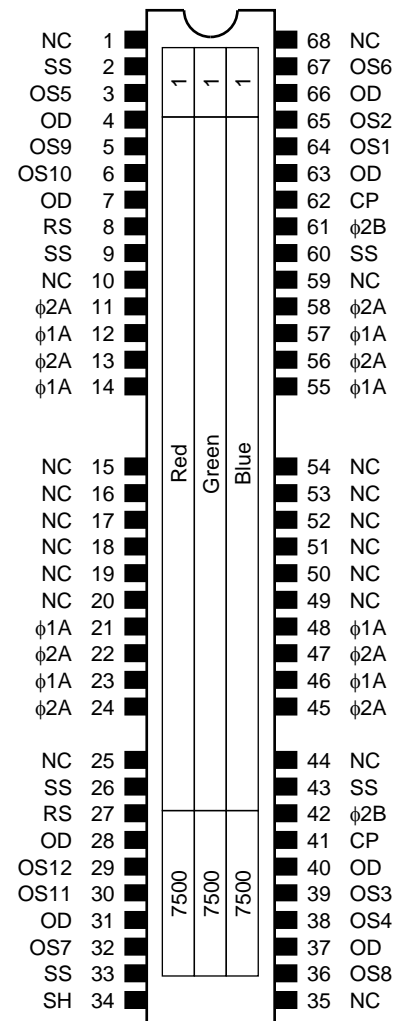 NC 1 68 NC
SS 2 1 1 1 67 OS6
OS5 3 66 OD
OD 4 65 OS2
OS9 5 64 OS1
OS10 6 63 OD
OD 7 62 CP
RS 8 61 ϕ2B
SS 9 60 SS
NC 10 59 NC
ϕ2A 11 58 ϕ2A
ϕ1A 12 57 ϕ1A
ϕ2A 13 56 ϕ2A
ϕ1A 14 55 ϕ1A
Red Green Blue
NC 15 54 NC
NC 16 53 NC
NC 17 52 NC
NC 18 51 NC
NC 19 50 NC
NC 20 49 NC
ϕ1A 21 48 ϕ1A
ϕ2A 22 47 ϕ2A
ϕ1A 23 46 ϕ1A
ϕ2A 24 45 ϕ2A
NC 25 44 NC
SS 26 43 SS
RS 27 42 ϕ2B
OD 28 41 CP
OS12 29 40 OD
OS11 30 7500 7500 7500 39 OS3
OD 31 38 OS4
OS7 32 37 OD
SS 33 36 OS8
SH 34 35 NC